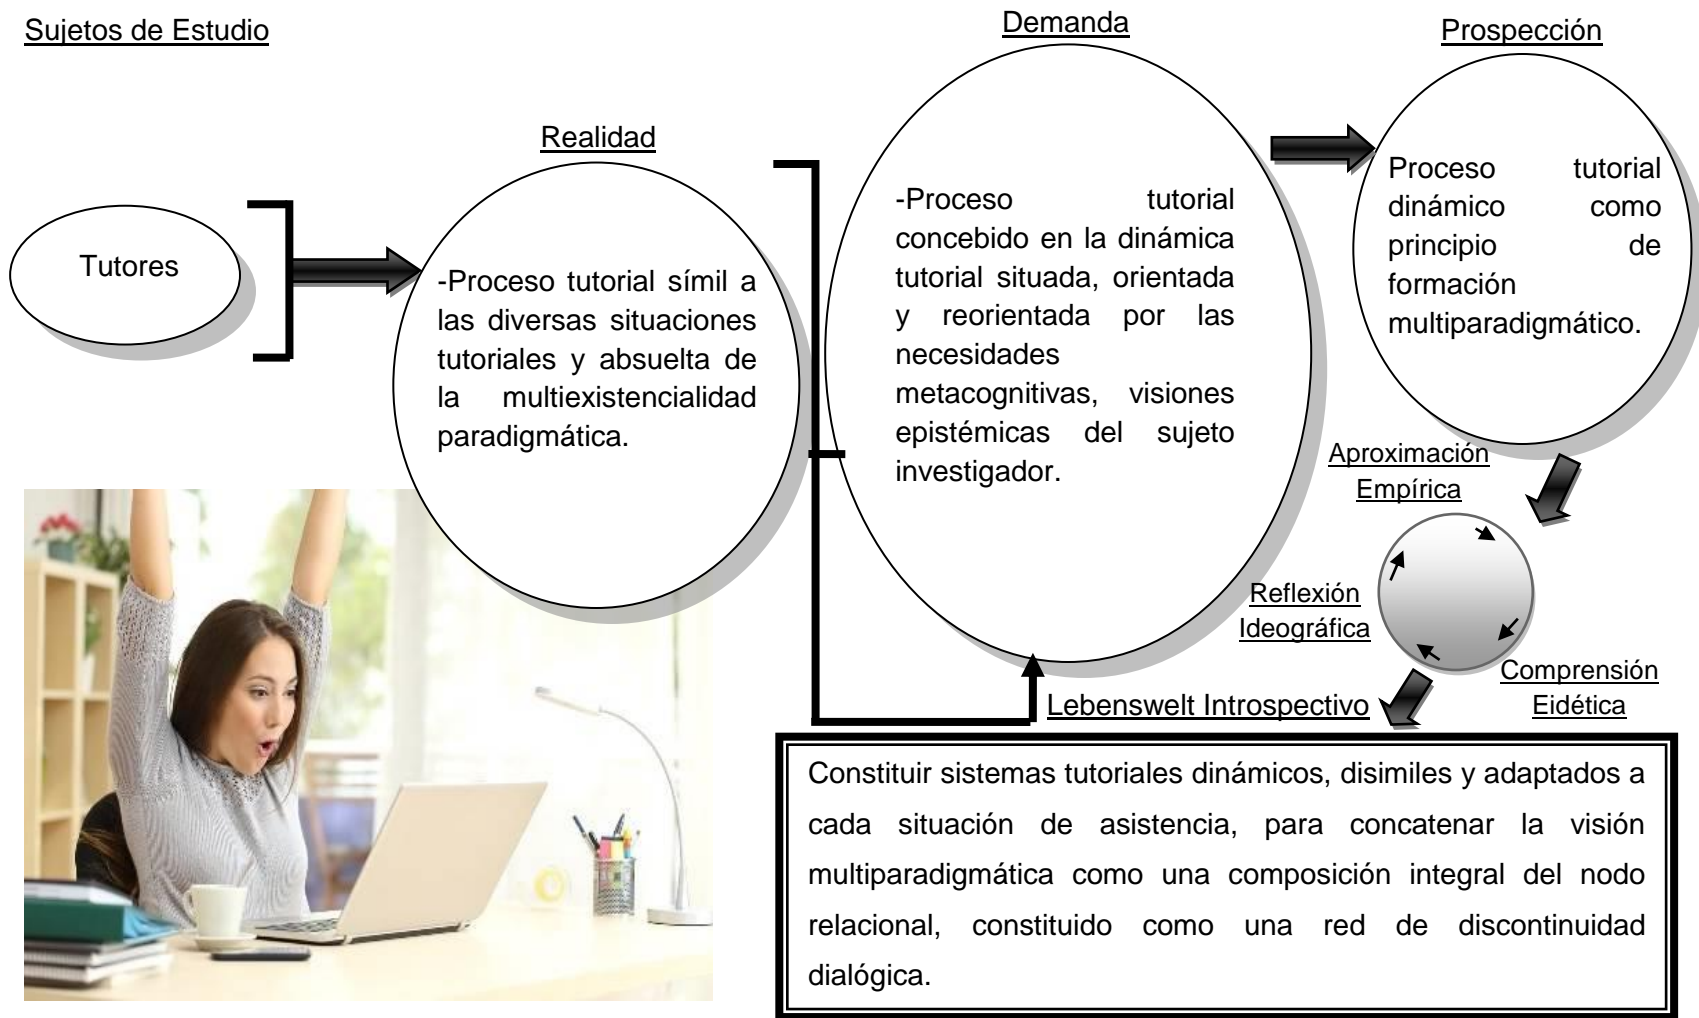 Sujetos de Estudio
Tutores
Realidad
-Proceso tutorial símil a
las diversas situaciones
tutoriales y absuelta de
la multiexistencialidad
paradigmática.
Demanda
-Proceso tutorial
concebido en la dinámica
tutorial situada, orientada
y reorientada por las
necesidades
metacognitivas, visiones
epistémicas del sujeto
investigador.
Prospección
Proceso tutorial
dinámico como
principio de
formación
multiparadigmático.
Aproximación
Empírica
Reflexión
Ideográfica
Comprensión
Eidética
Lebenswelt Introspectivo
Constituir sistemas tutoriales dinámicos, disimiles y adaptados a
cada situación de asistencia, para concatenar la visión
multiparadigmática como una composición integral del nodo
relacional, constituido como una red de discontinuidad
dialógica.